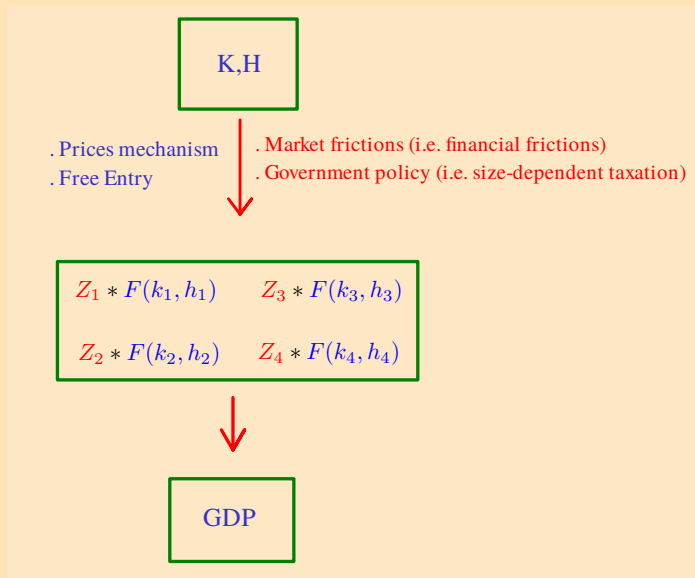 K,H
. Prices mechanism
. Free Entry
. Market frictions (i.e. financial frictions)
. Government policy (i.e. size-dependent taxation)
Z₁ * F(k₁, h₁) Z₃ * F(k₃, h₃)
Z₂ * F(k₂, h₂) Z₄ * F(k₄, h₄)
GDP